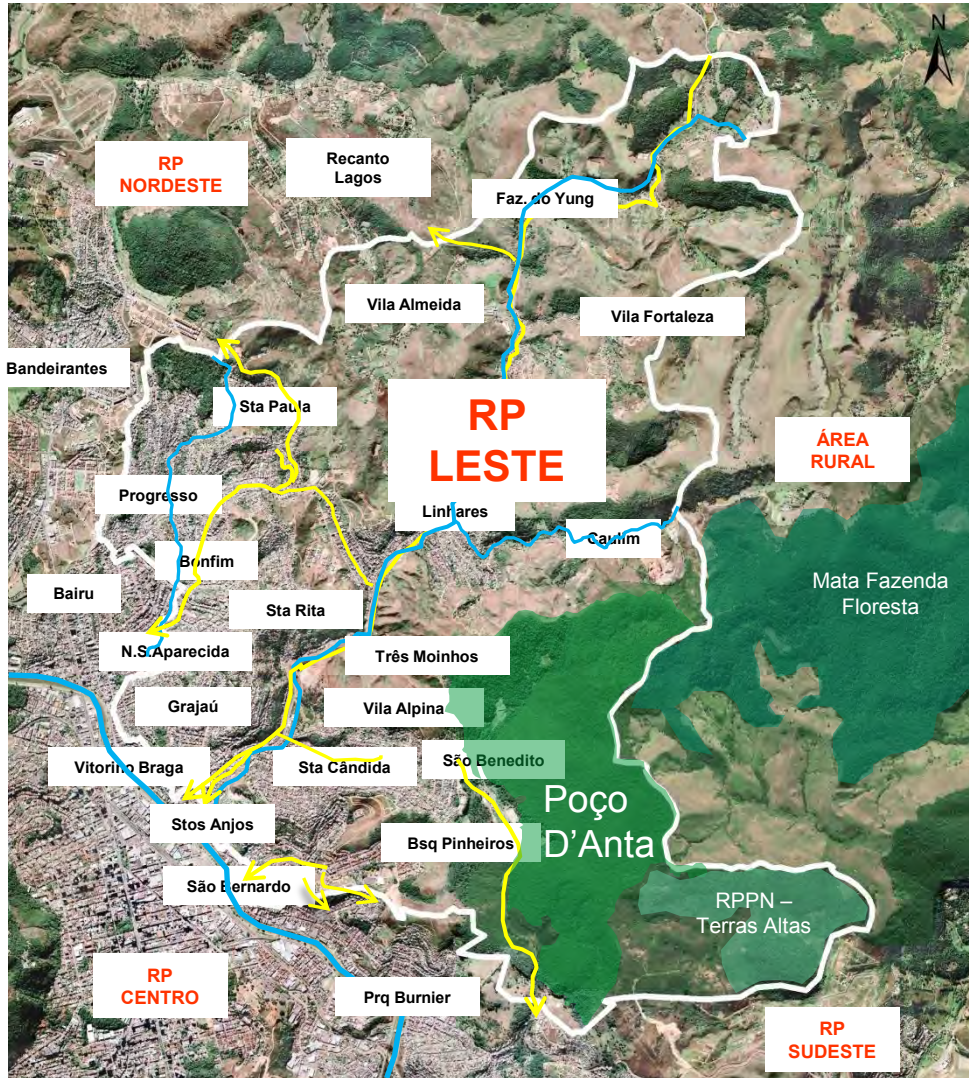 N
RP
NORDESTE
Recanto
Lagos
Faz. do Yung
Vila Almeida
Vila Fortaleza
Bandeirantes
Sta Paula
RP
LESTE
ÁREA
RURAL
Progresso
Linhares
Caulim
Bonfim
Mata Fazenda
Floresta
Bairu
Sta Rita
N.S.Aparecida
Três Moinhos
Grajaú
Vila Alpina
Vitorino Braga
Sta Cândida
São Benedito
Poço
D'Anta
Stos Anjos
Bsq Pinheiros
São Bernardo
RPPN –
Terras Altas
RP
CENTRO
Prq Burnier
RP
SUDESTE